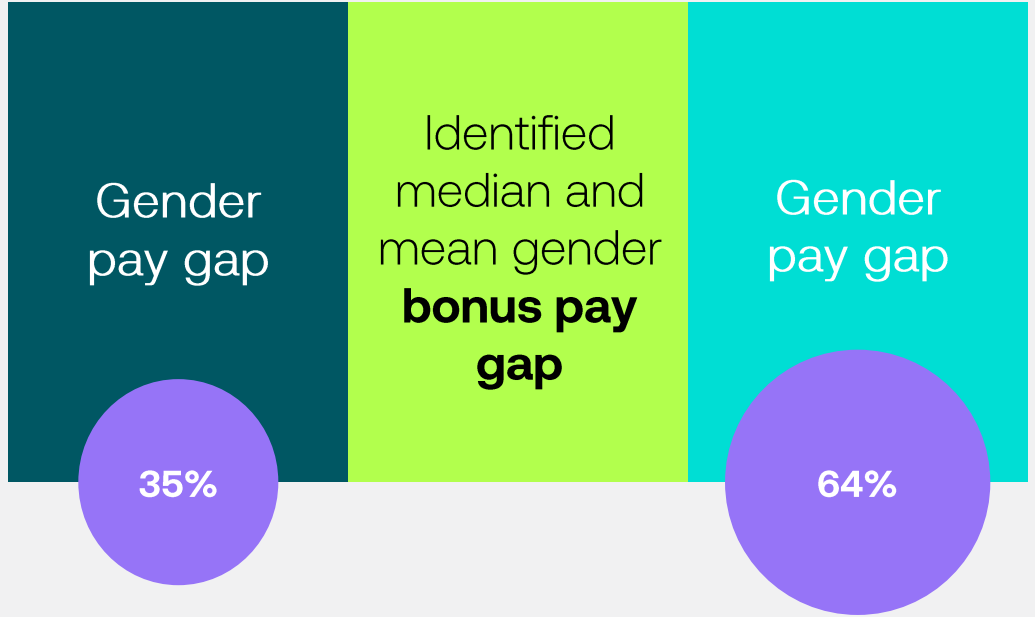 Gender
pay gap
35%
Identified
median and
mean gender
bonus pay
gap
Gender
pay gap
64%